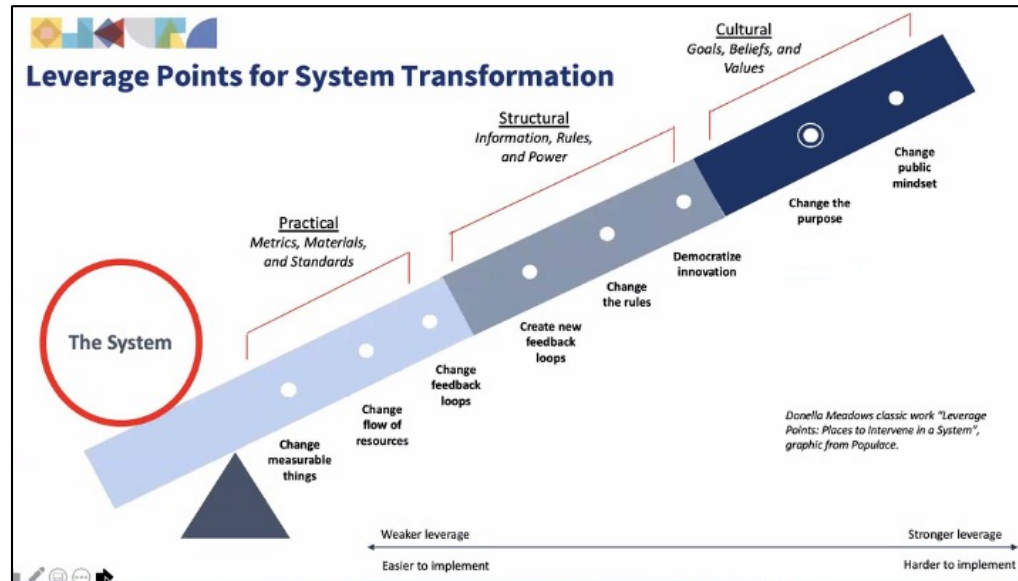 Leverage Points for System Transformation
Cultural
Goals, Beliefs, and
Values
Structural
Information, Rules,
and Power
Practical
Metrics, Materials,
and Standards
The System
Change
measurable
things
Change
flow of
resources
Change
feedback
loops
Create new
feedback
loops
Change
the rules
Democratize
innovation
Change the
purpose
Change
public
mindset
Donella Meadows classic work "Leverage
Points: Places to Intervene in a System",
graphic from Populace.
Weaker leverage
Stronger leverage
Easier to implement
Harder to implement